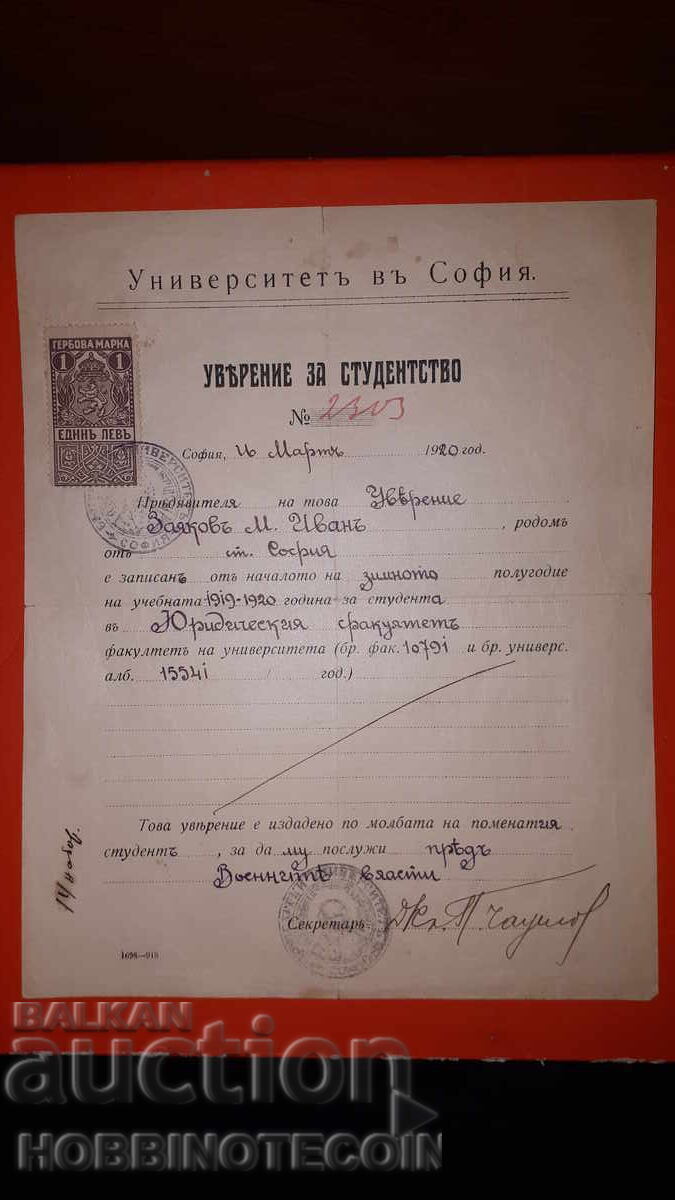 Университетъ въ София.
ГЕРБОВА МАРКА
1 1
ЕДИНЪ ЛЕВЪ
УВѢРЕНИЕ ЗА СТУДЕНТСТВО
№ 2303
София, 16 Мартъ 1920 год.
Прѣдявителя на това Увѣрение
Заяковъ М. Иванъ, родомъ
отъ ст. София
е записанъ отъ началото на зимното полугодие
на учебната 1919-1920 година за студента
въ Юридическия факултетъ
факултет на университета (бр. фак. 10791 и бр. универс.
алб. 15541 / год.)
Това увѣрение е издадено по молбата на поменатия
студентъ, за да му послужи прѣдъ
Военнитѣ власти
Секретарь:
1698—918
BALKAN
auction
HOBBINOTECOIN